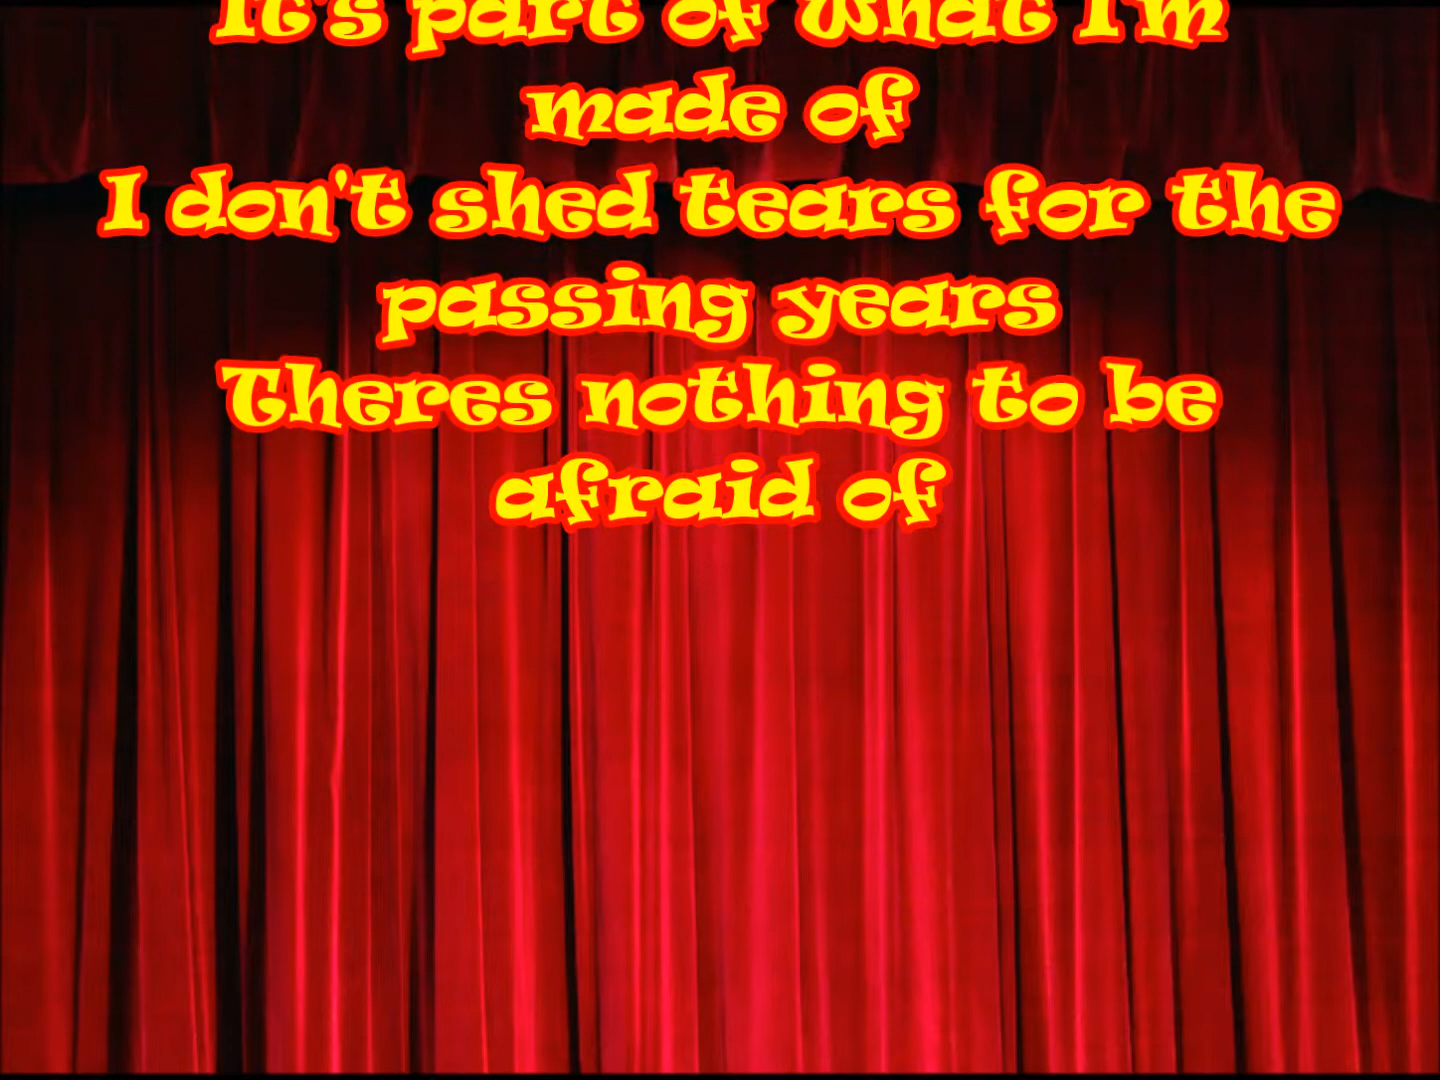 It's part of what I'm
made of
I don't shed tears for the
passing years
Theres nothing to be
afraid of